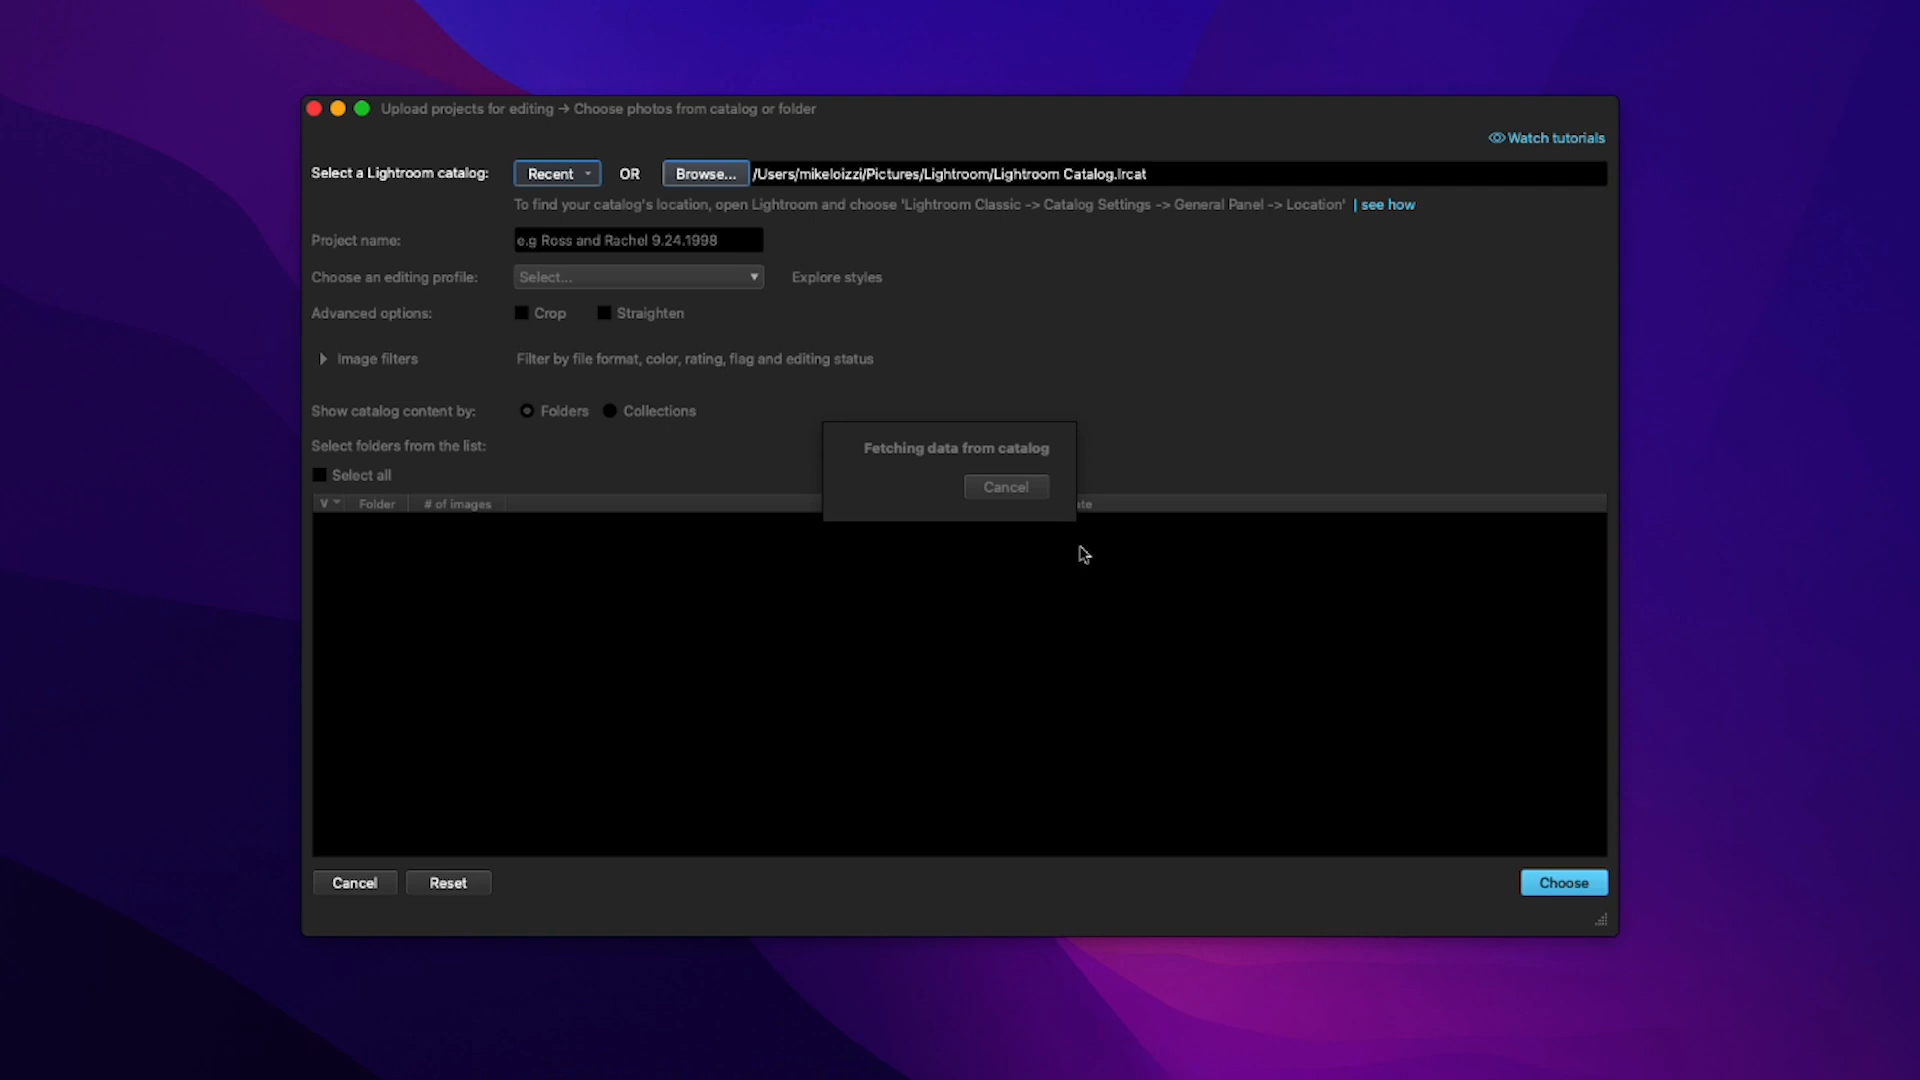 Upload projects for editing → Choose photos from catalog or folder
Watch tutorials
Select a Lightroom catalog: Recent OR Browse... /Users/mikeloizzi/Pictures/Lightroom/Lightroom Catalog.lrcat
To find your catalog's location, open Lightroom and choose 'Lightroom Classic -> Catalog Settings -> General Panel -> Location' | see how
Project name: e.g Ross and Rachel 9.24.1998
Choose an editing profile: Select... Explore styles
Advanced options: Crop Straighten
Image filters Filter by file format, color, rating, flag and editing status
Show catalog content by: Folders Collections
Select folders from the list:
Fetching data from catalog
Select all
Cancel
V Folder # of images
Cancel Reset Choose